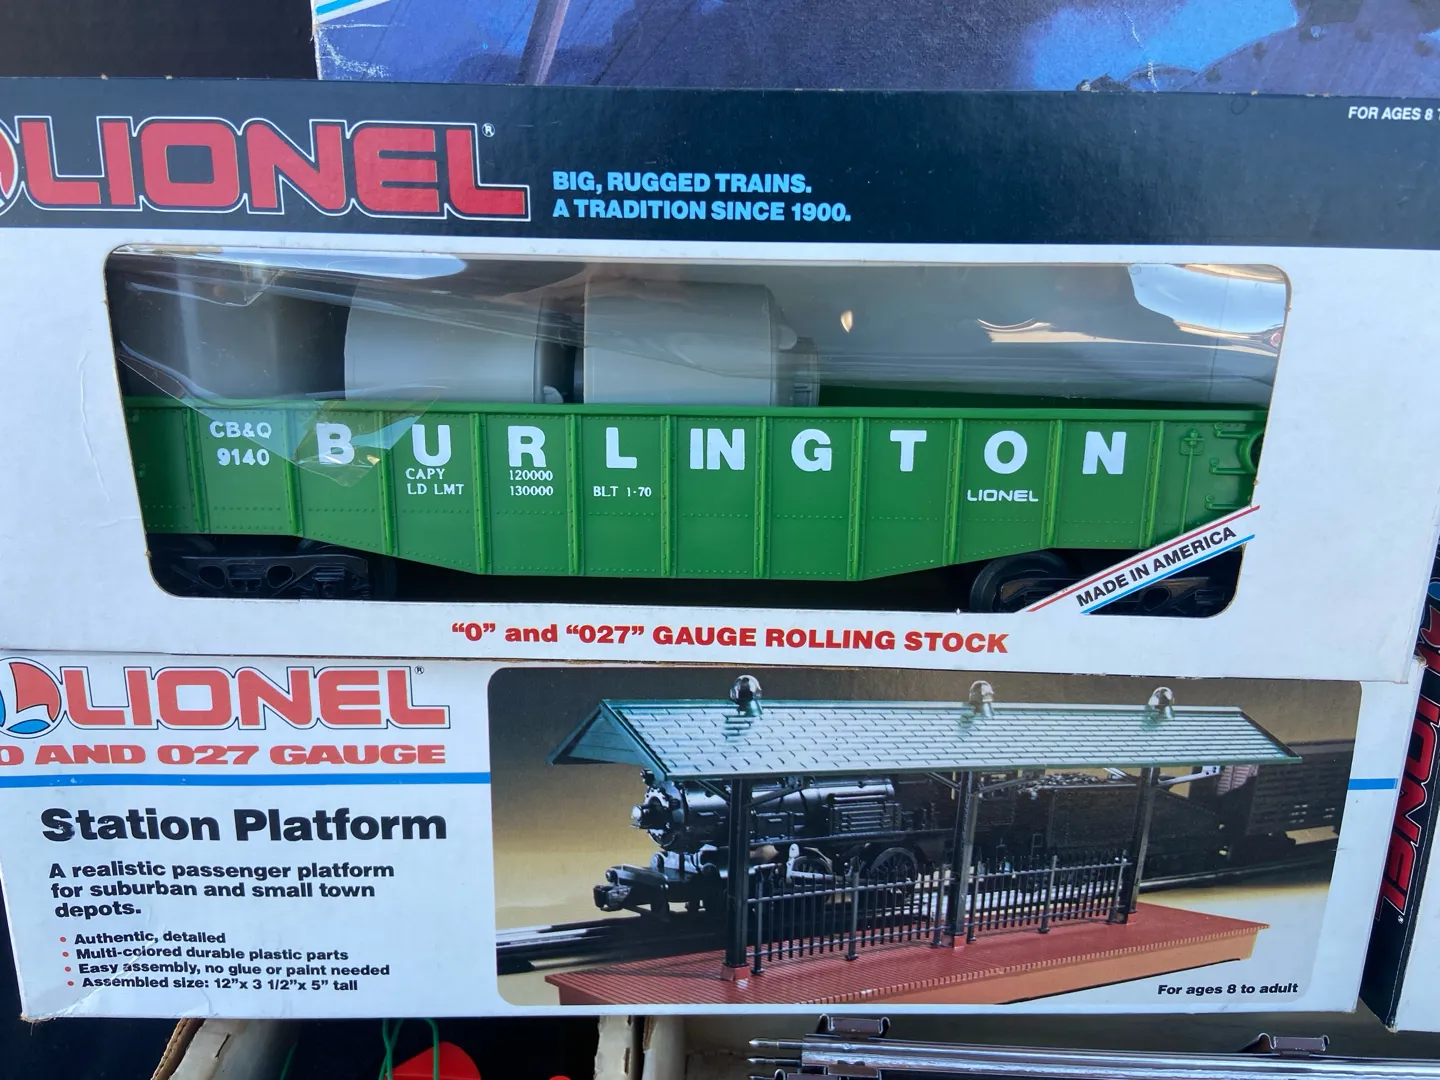 LIONEL®
BIG, RUGGED TRAINS.
A TRADITION SINCE 1900.
FOR AGES 8
CB&Q
9140
BURLINGTON
CAPY 120000
LD LMT 130000 BLT 1-70
LIONEL
MADE IN AMERICA
"O" and "027" GAUGE ROLLING STOCK
LIONEL®
O AND O27 GAUGE
Station Platform
A realistic passenger platform
for suburban and small town
depots.
• Authentic, detailed
• Multi-colored durable plastic parts
• Easy assembly, no glue or paint needed
• Assembled size: 12"x 3 1/2"x 5" tall
For ages 8 to adult
LIONEL